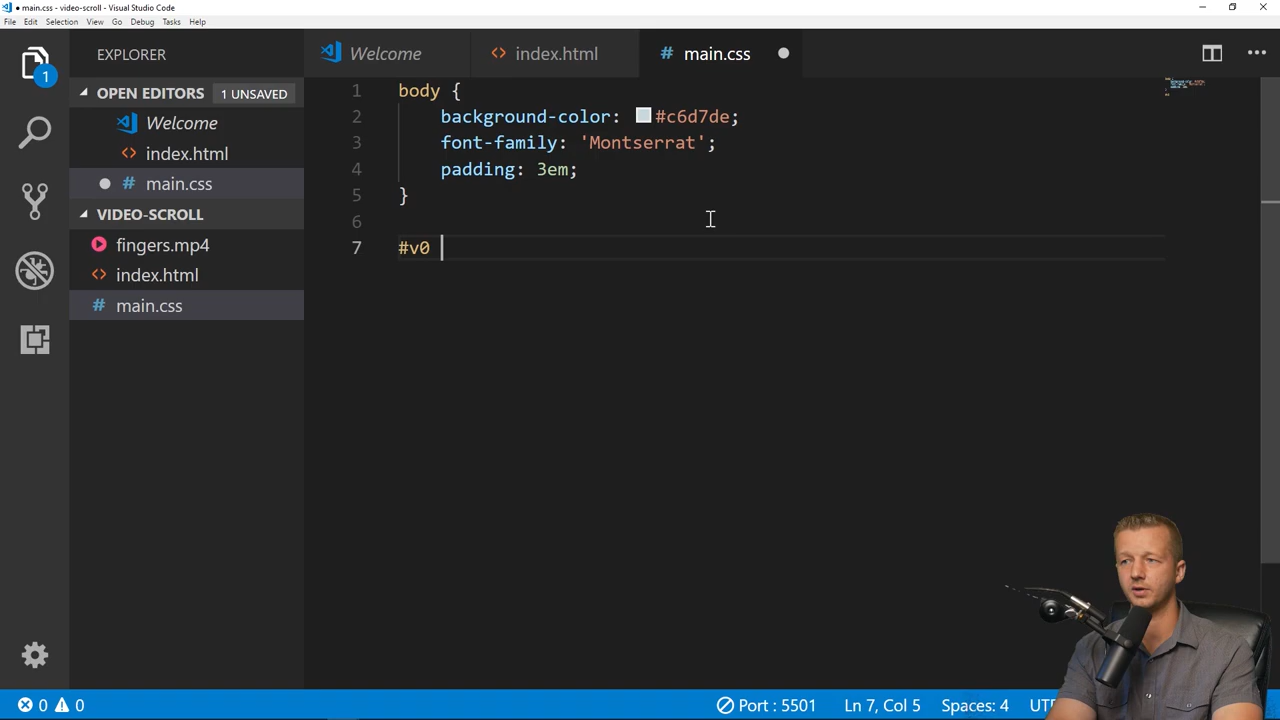 ● main.css - video-scroll - Visual Studio Code
File Edit Selection View Go Debug Tasks Help
EXPLORER
Welcome
index.html
# main.css ●
OPEN EDITORS 1 UNSAVED
Welcome
<> index.html
● # main.css
VIDEO-SCROLL
fingers.mp4
<> index.html
# main.css
1
1 body {
2 background-color: #c6d7de;
3 font-family: 'Montserrat';
4 padding: 3em;
5 }
6
7 #v0
0 0
Port : 5501
Ln 7, Col 5
Spaces: 4